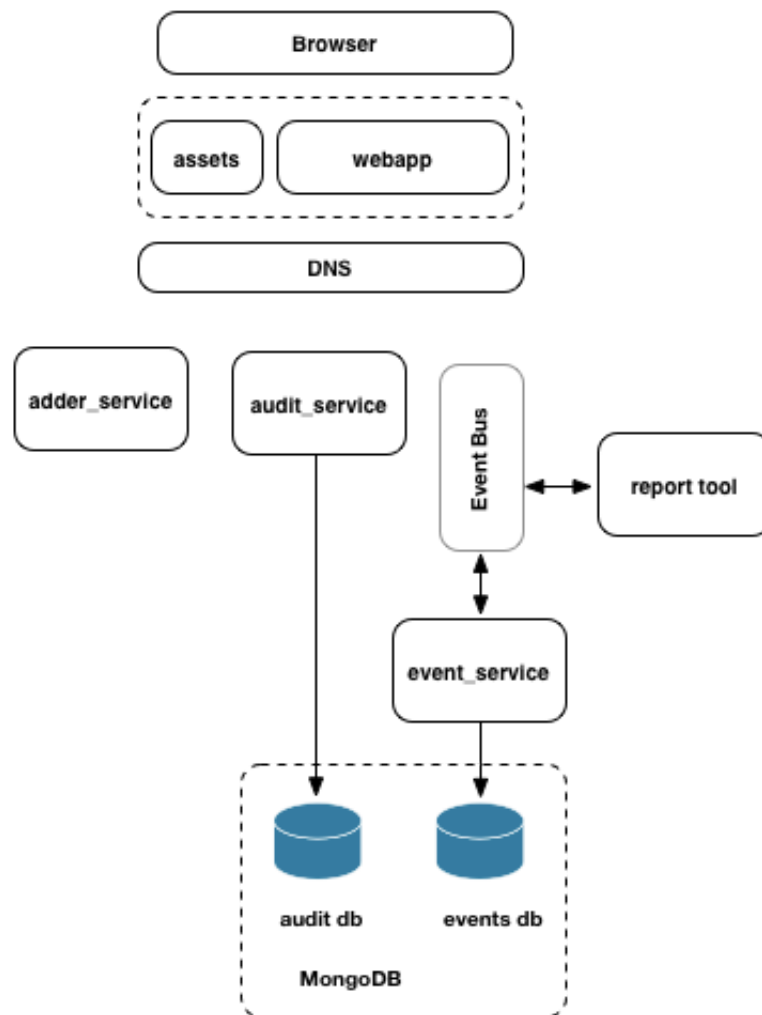 Browser
assets
webapp
DNS
adder_service
audit_service
Event Bus
report tool
event_service
audit db
events db
MongoDB